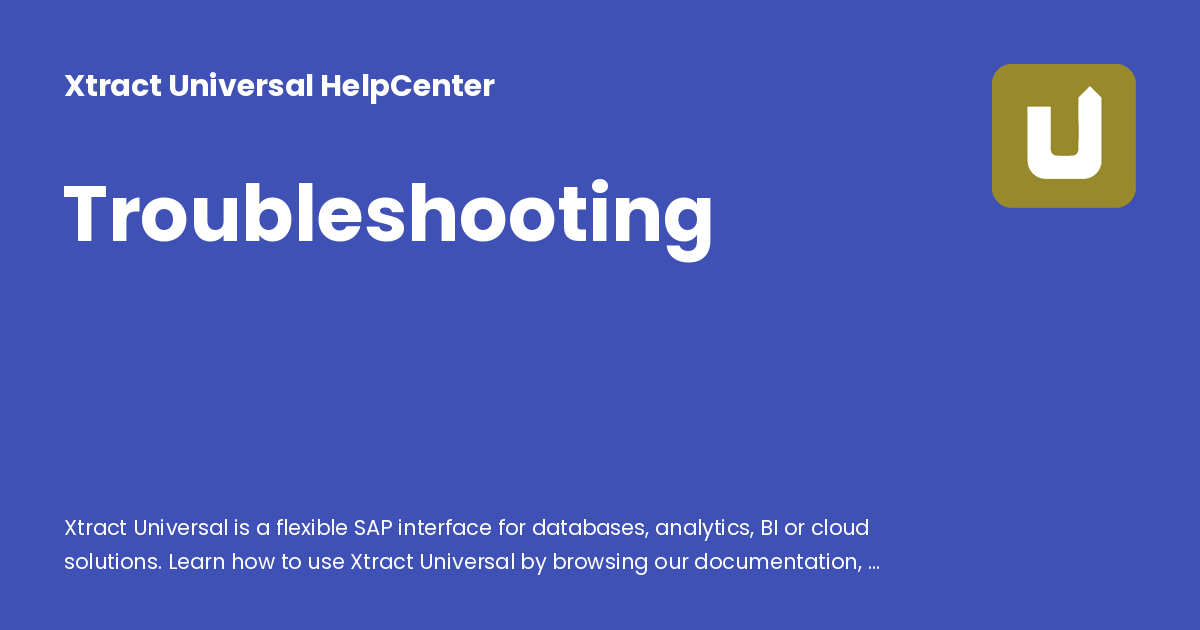 Xtract Universal HelpCenter
Troubleshooting
Xtract Universal is a flexible SAP interface for databases, analytics, BI or cloud
solutions. Learn how to use Xtract Universal by browsing our documentation, ...